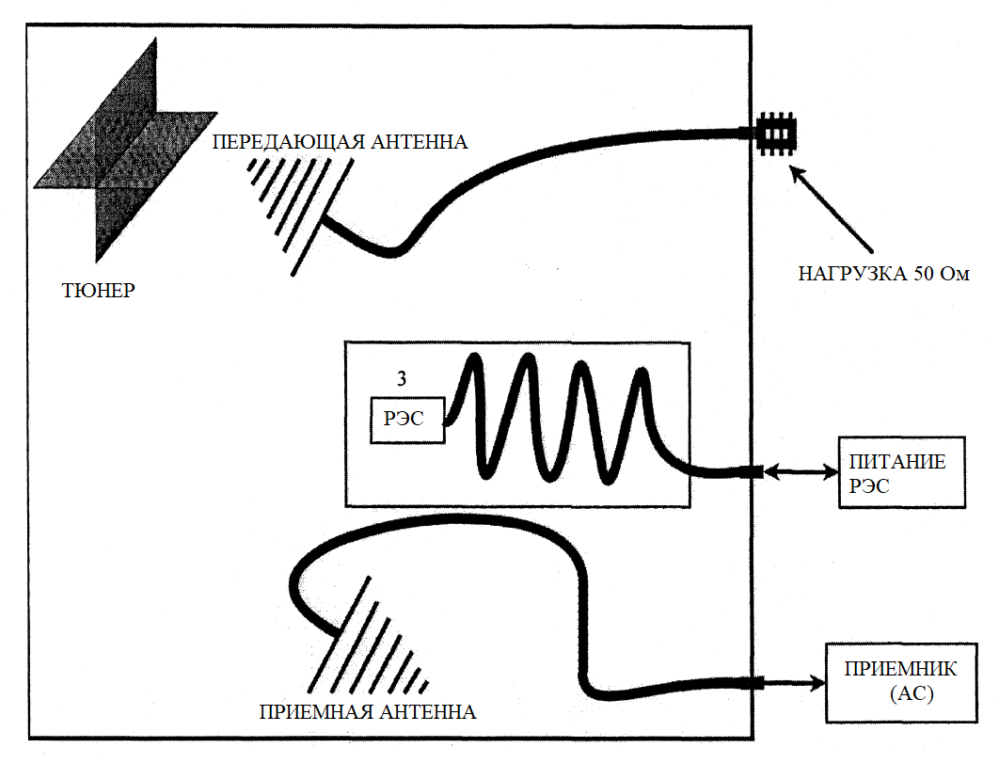 ПЕРЕДАЮЩАЯ АНТЕННА
ТЮНЕР
НАГРУЗКА 50 Ом
3
РЭС
ПИТАНИЕ
РЭС
ПРИЕМНАЯ АНТЕННА
ПРИЕМНИК
(АС)